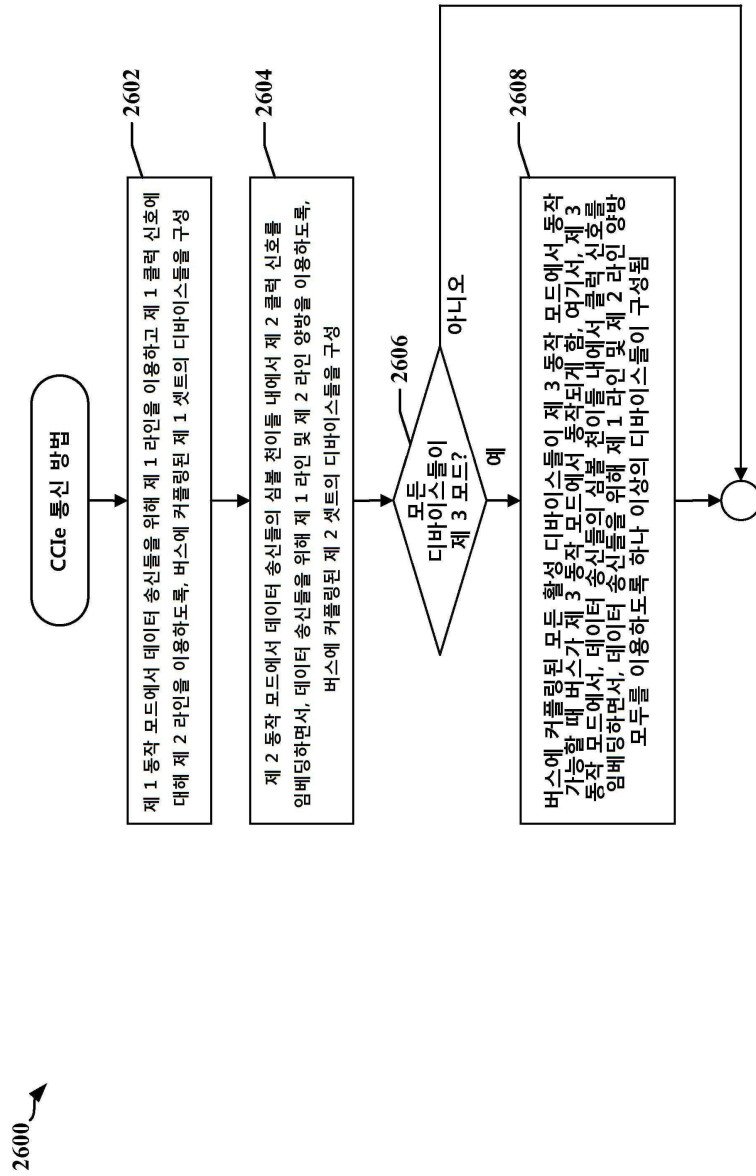 2600
CCIe 통신 방법
2602
제 1 동작 모드에서 데이터 송신들을 위해 제 1 라인을 이용하고 제 1 클럭 신호에
대해 제 2 라인을 이용하도록, 버스에 커플링된 제 1 셋트의 디바이스들을 구성
2604
제 2 동작 모드에서 데이터 송신들의 심볼 천이들 내에서 제 2 클럭 신호를
임베딩하면서, 데이터 송신들을 위해 제 1 라인 및 제 2 라인 양방을 이용하도록,
버스에 커플링된 제 2 셋트의 디바이스들을 구성
2606
모든
디바이스들이
제 3 모드?
아니오
예
2608
버스에 커플링된 모든 활성 디바이스들이 제 3 동작 모드에서 동작
가능할 때 버스가 제 3 동작 모드에서 동작되게 함, 여기서, 제 3
동작 모드에서, 데이터 송신들의 심볼 천이들 내에서 클럭 신호를
임베딩하면서, 데이터 송신들을 위해 제 1 라인 및 제 2 라인 양방
모두를 이용하도록 하나 이상의 디바이스들이 구성됨